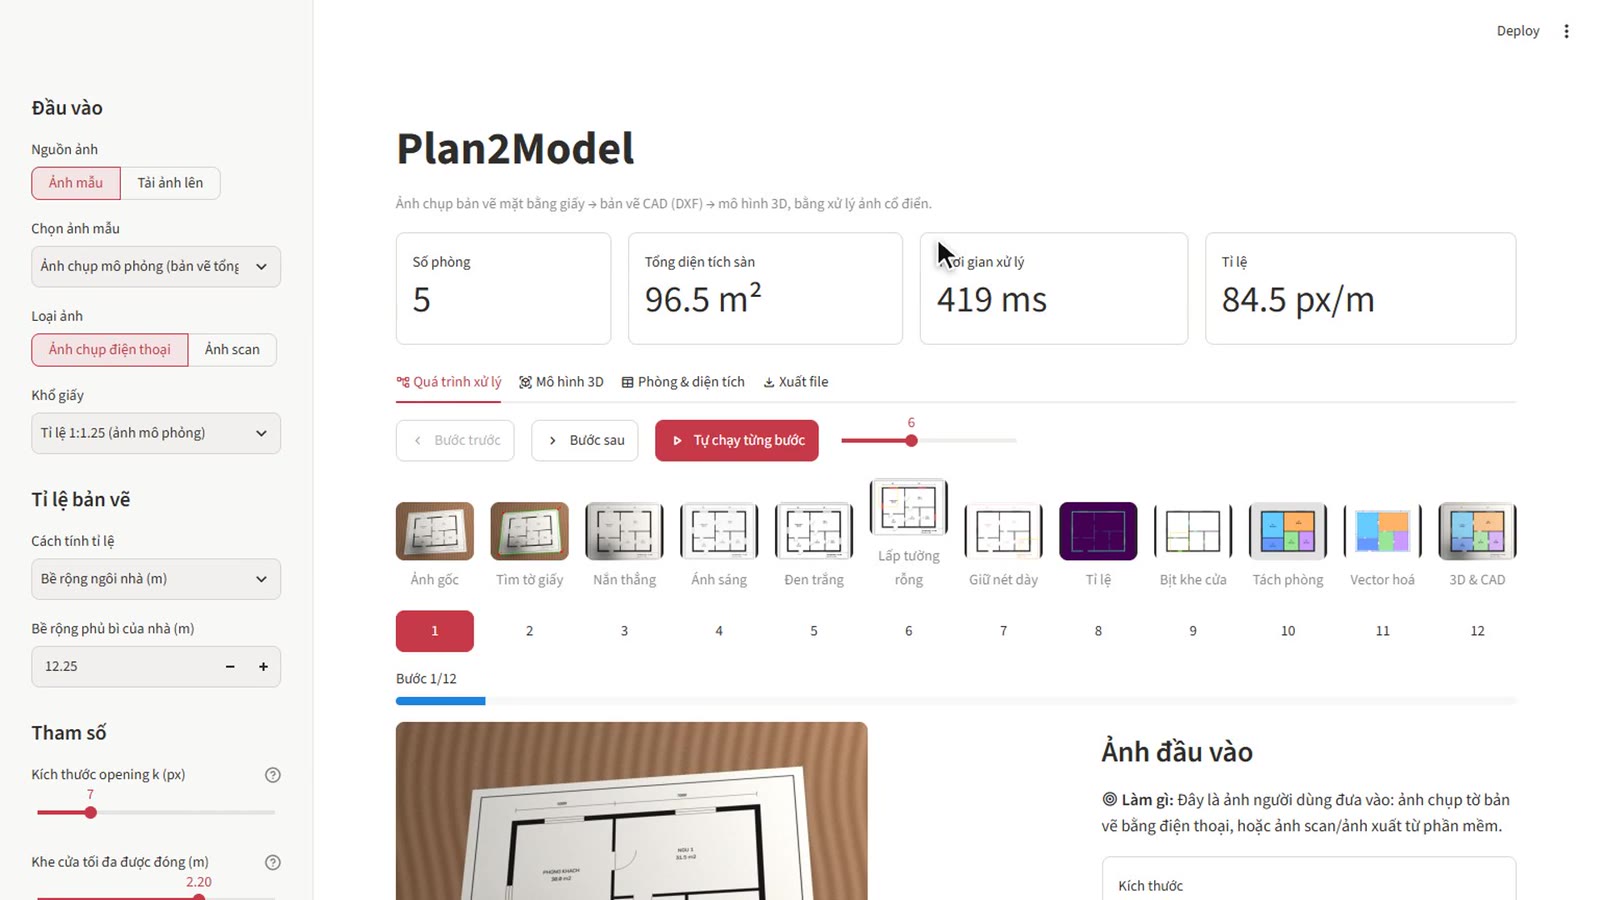 Deploy
Đầu vào
Nguồn ảnh
Ảnh mẫu
Tải ảnh lên
Chọn ảnh mẫu
Ảnh chụp mô phỏng (bản vẽ tổng
Loại ảnh
Ảnh chụp điện thoại
Ảnh scan
Khổ giấy
Tỉ lệ 1:1.25 (ảnh mô phỏng)
Tỉ lệ bản vẽ
Cách tính tỉ lệ
Bề rộng ngôi nhà (m)
Bề rộng phủ bì của nhà (m)
12.25
Tham số
Kích thước opening k (px)
7
Khe cửa tối đa được đóng (m)
2.20
Plan2Model
Ảnh chụp bản vẽ mặt bằng giấy → bản vẽ CAD (DXF) → mô hình 3D, bằng xử lý ảnh cổ điển.
Số phòng
5
Tổng diện tích sàn
96.5 m²
gian xử lý
419 ms
Tỉ lệ
84.5 px/m
Quá trình xử lý
Mô hình 3D
Phòng & diện tích
Xuất file
Bước trước
Bước sau
Tự chạy từng bước
6
Ảnh gốc
Tìm tờ giấy
Nắn thẳng
Ánh sáng
Đen trắng
Lấp tường rỗng
Giữ nét dày
Tỉ lệ
Bịt khe cửa
Tách phòng
Vector hoá
3D & CAD
1 2 3 4 5 6 7 8 9 10 11 12
Bước 1/12
PHONG KHACH
NGU 1
31.5 m2
Ảnh đầu vào
Làm gì: Đây là ảnh người dùng đưa vào: ảnh chụp tờ bản
vẽ bằng điện thoại, hoặc ảnh scan/ảnh xuất từ phần mềm.
Kích thước